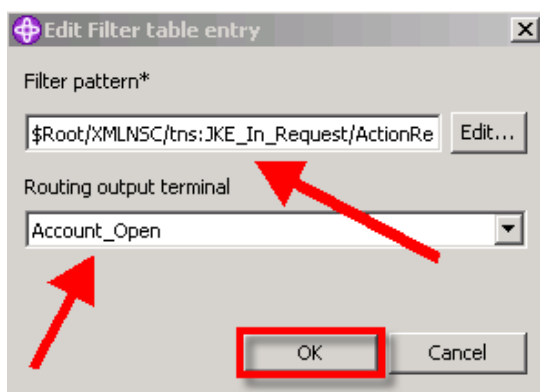 Edit Filter table entry
Filter pattern*
$Root/XMLNSC/tns:JKE_In_Request/ActionRe Edit...
Routing output terminal
Account_Open
OK Cancel